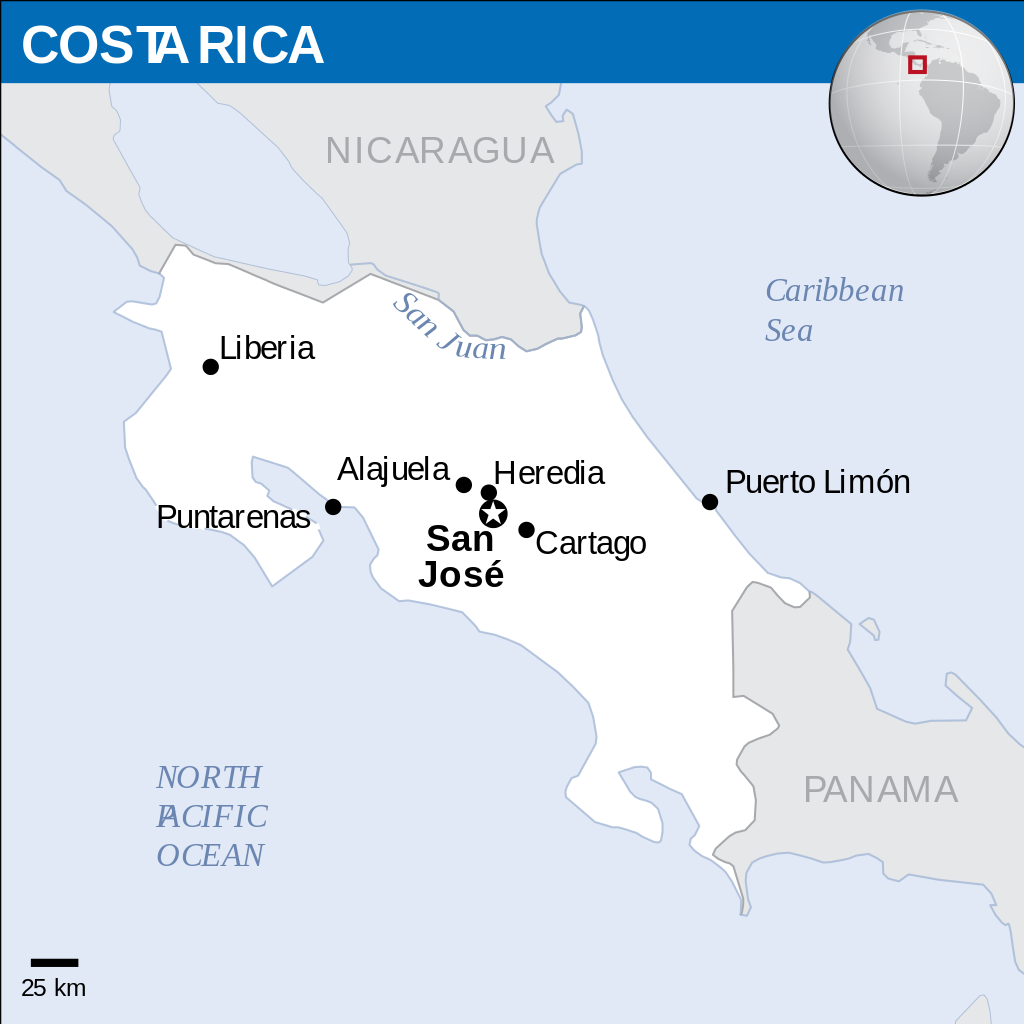 COSTA RICA
NICARAGUA
Caribbean
Sea
San Juan
Liberia
Alajuela
Heredia
Puerto Limón
Puntarenas
San
José
Cartago
NORTH
PACIFIC
OCEAN
PANAMA
25 km